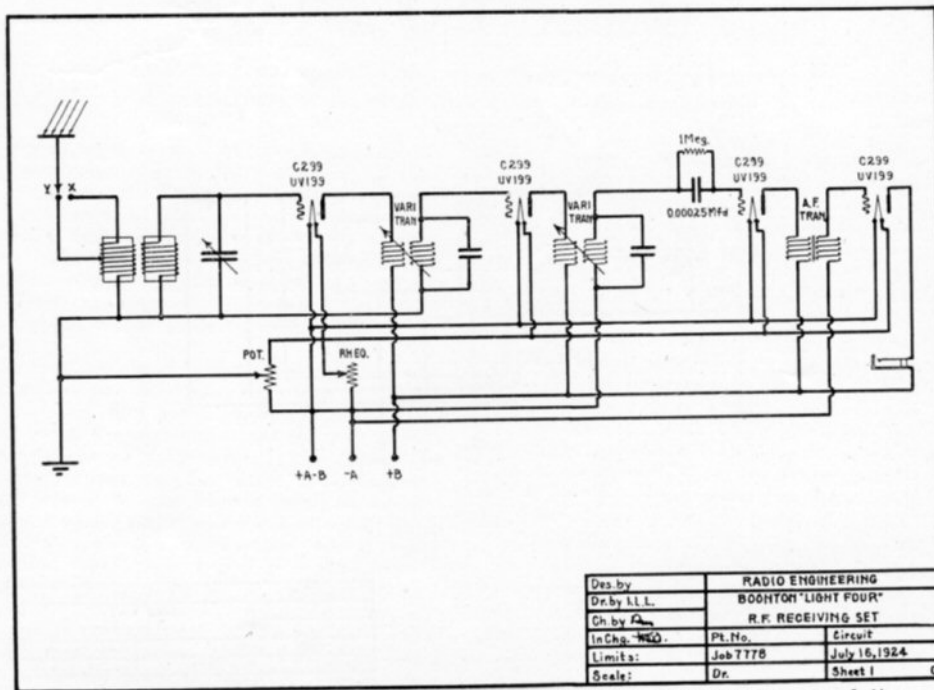 Y X
C299
UV199
VARI
TRAN
C299
UV199
VARI
TRAN
1Meg.
0.00025Mfd
C299
UV199
A.F.
TRAN
C299
UV199
POT.
RHEO.
+A-B
-A
+B
Des.by
RADIO ENGINEERING
Dr.by I.L.L.
BOONTON "LIGHT FOUR"
Ch.by
R.F. RECEIVING SET
In Chg.
Pt.No.
Circuit
Limits:
Job 7778
July 16,1924
Scale:
Dr.
Sheet 1